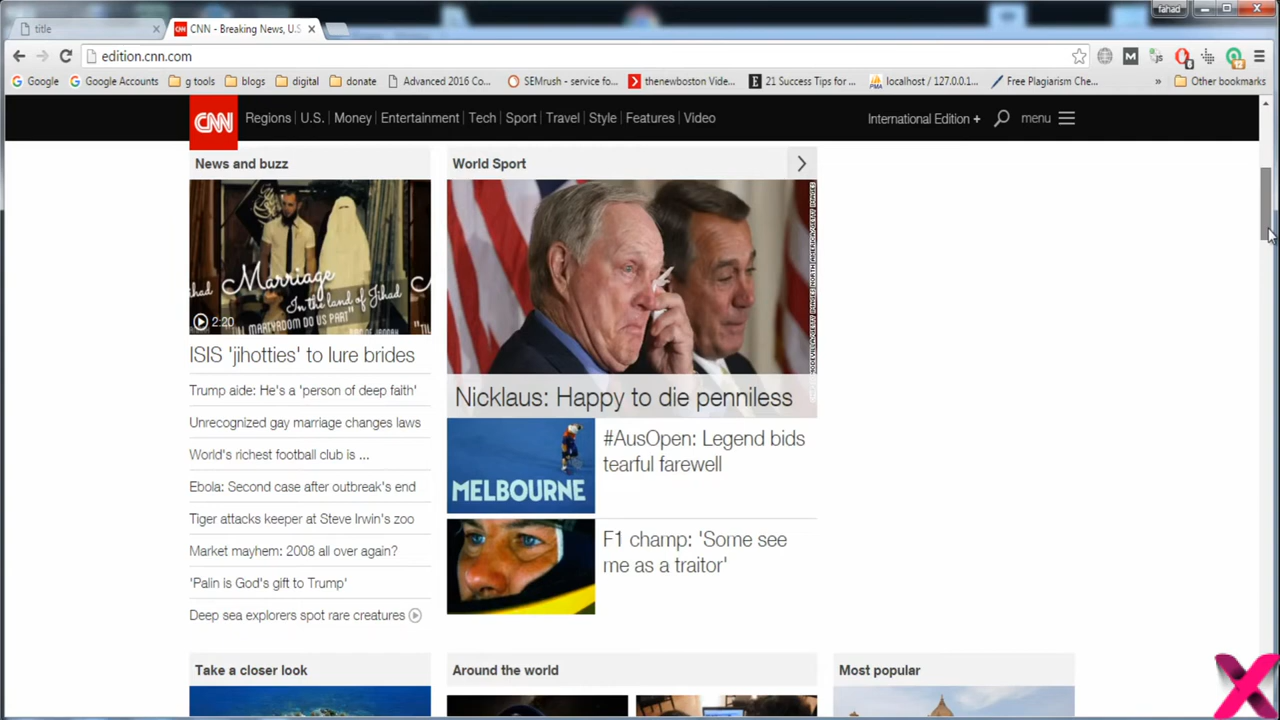 title
CNN - Breaking News, U.S
fahad
edition.cnn.com
Google
Google Accounts
g tools
blogs
digital
donate
Advanced 2016 Co...
SEMrush - service fo...
thenewboston Vide...
21 Success Tips for ...
localhost / 127.0.0.1...
Free Plagiarism Che...
»
Other bookmarks
CNN
Regions
U.S.
Money
Entertainment
Tech
Sport
Travel
Style
Features
Video
International Edition +
menu
News and buzz
Marriage
In the land of Jihad
TILL MARTYRDOM DO US PART
2:20
ISIS 'jihotties' to lure brides
Trump aide: He's a 'person of deep faith'
Unrecognized gay marriage changes laws
World's richest football club is ...
Ebola: Second case after outbreak's end
Tiger attacks keeper at Steve Irwin's zoo
Market mayhem: 2008 all over again?
'Palin is God's gift to Trump'
Deep sea explorers spot rare creatures
World Sport
Nicklaus: Happy to die penniless
MELBOURNE
#AusOpen: Legend bids
tearful farewell
F1 champ: 'Some see
me as a traitor'
Take a closer look
Around the world
Most popular